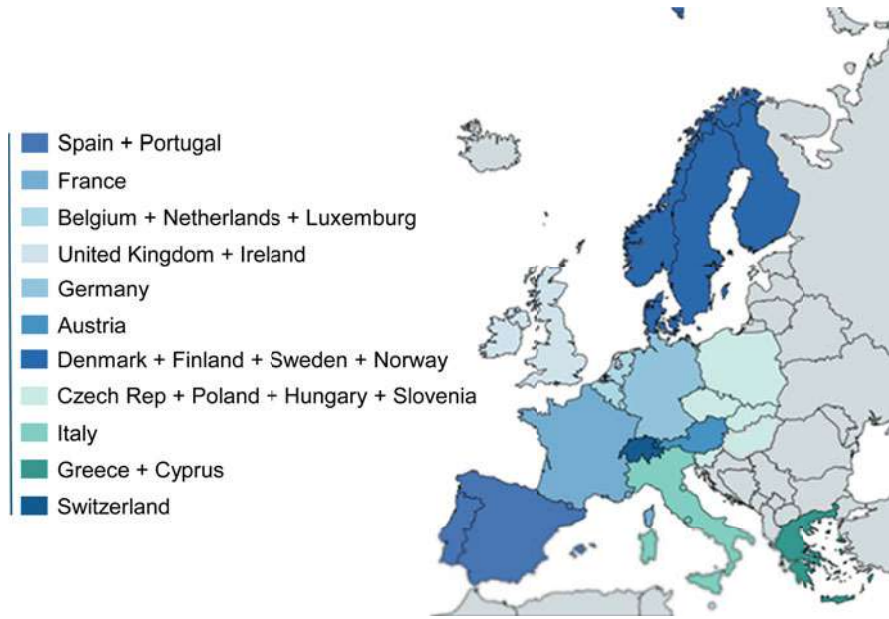 Spain + Portugal
France
Belgium + Netherlands + Luxemburg
United Kingdom + Ireland
Germany
Austria
Denmark + Finland + Sweden + Norway
Czech Rep + Poland + Hungary + Slovenia
Italy
Greece + Cyprus
Switzerland